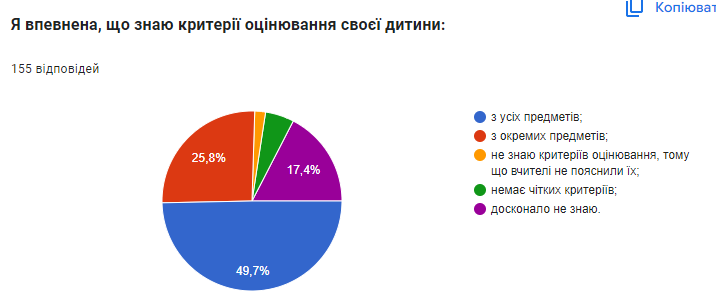 Копіюват
Я впевнена, що знаю критерії оцінювання своєї дитини:
155 відповідей
з усіх предметів;
з окремих предметів;
не знаю критеріїв оцінювання, тому
що вчителі не пояснили їх;
немає чітких критеріїв;
досконало не знаю.
25,8%
17,4%
49,7%